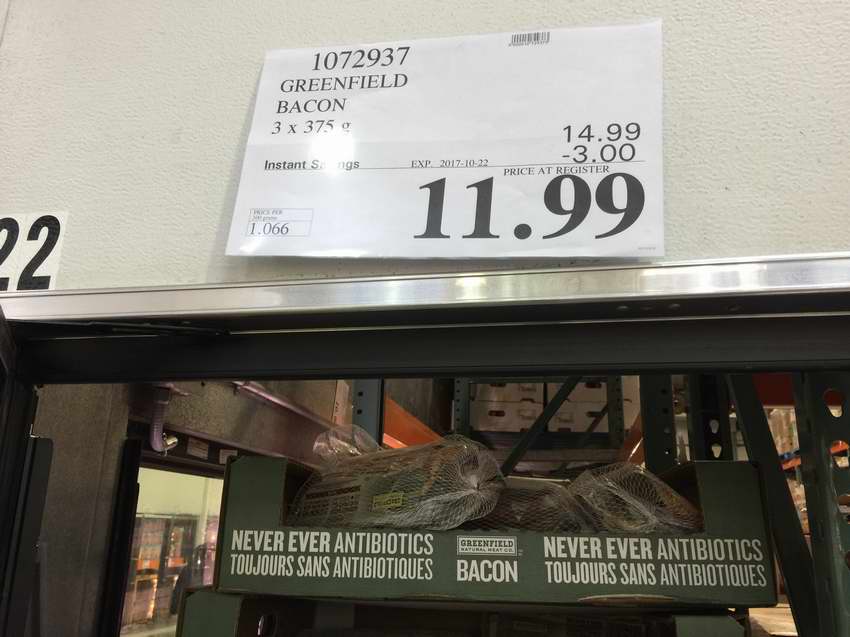 1072937
GREENFIELD
BACON
3 x 375 g
14.99
-3.00
Instant Savings
EXP. 2017-10-22
PRICE AT REGISTER
11.99
PRICE PER
1.066
22
NEVER EVER ANTIBIOTICS
TOUJOURS SANS ANTIBIOTIQUES
GREENFIELD
NATURAL MEAT CO.
BACON
NEVER EVER ANTIBIOTICS
TOUJOURS SANS ANTIBIOTIQUES